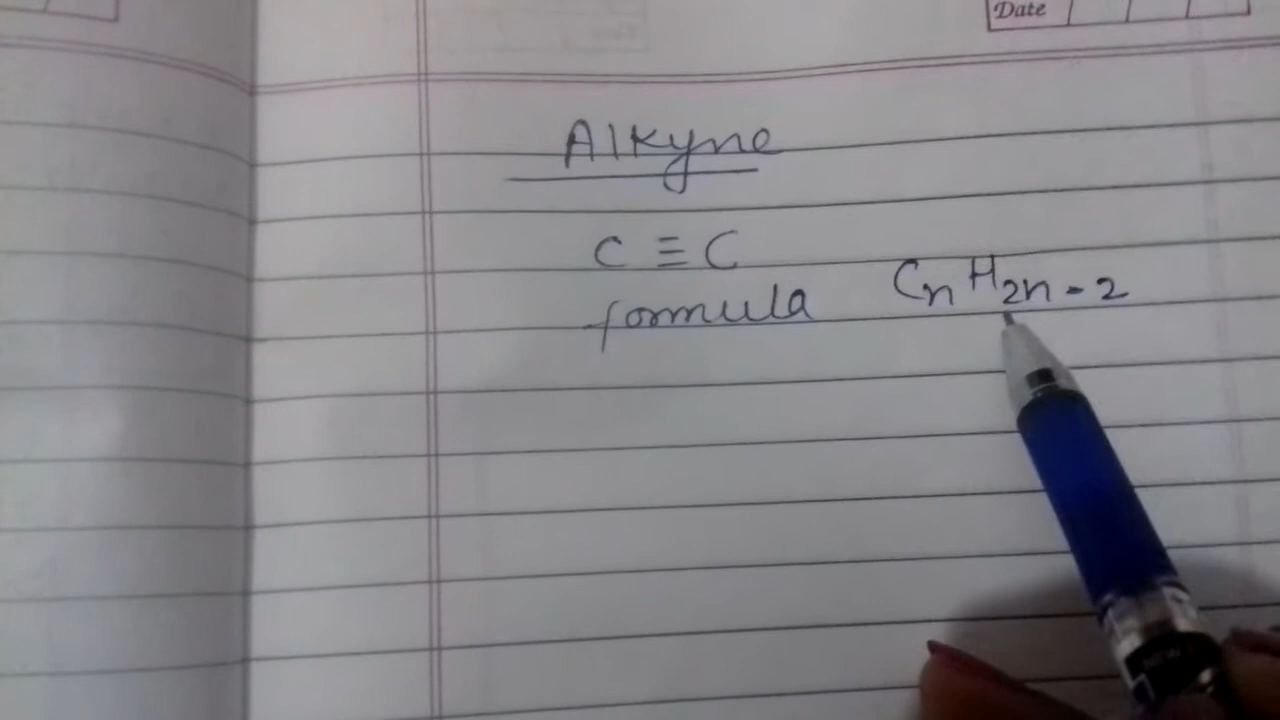 Date
Alkyne
C ≡ C
formula CnH2n-2